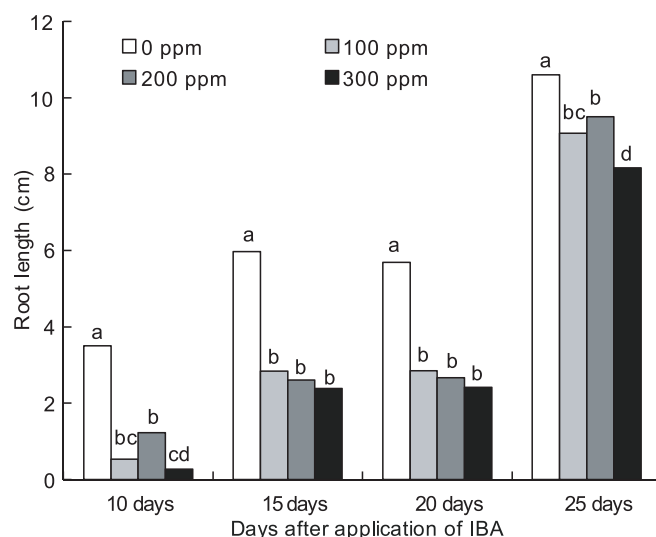 12
10
8
6
4
2
0
Root length (cm)
0 ppm 100 ppm
200 ppm 300 ppm
a bc b cd
a b b b
a b b b
a bc b d
10 days 15 days 20 days 25 days
Days after application of IBA